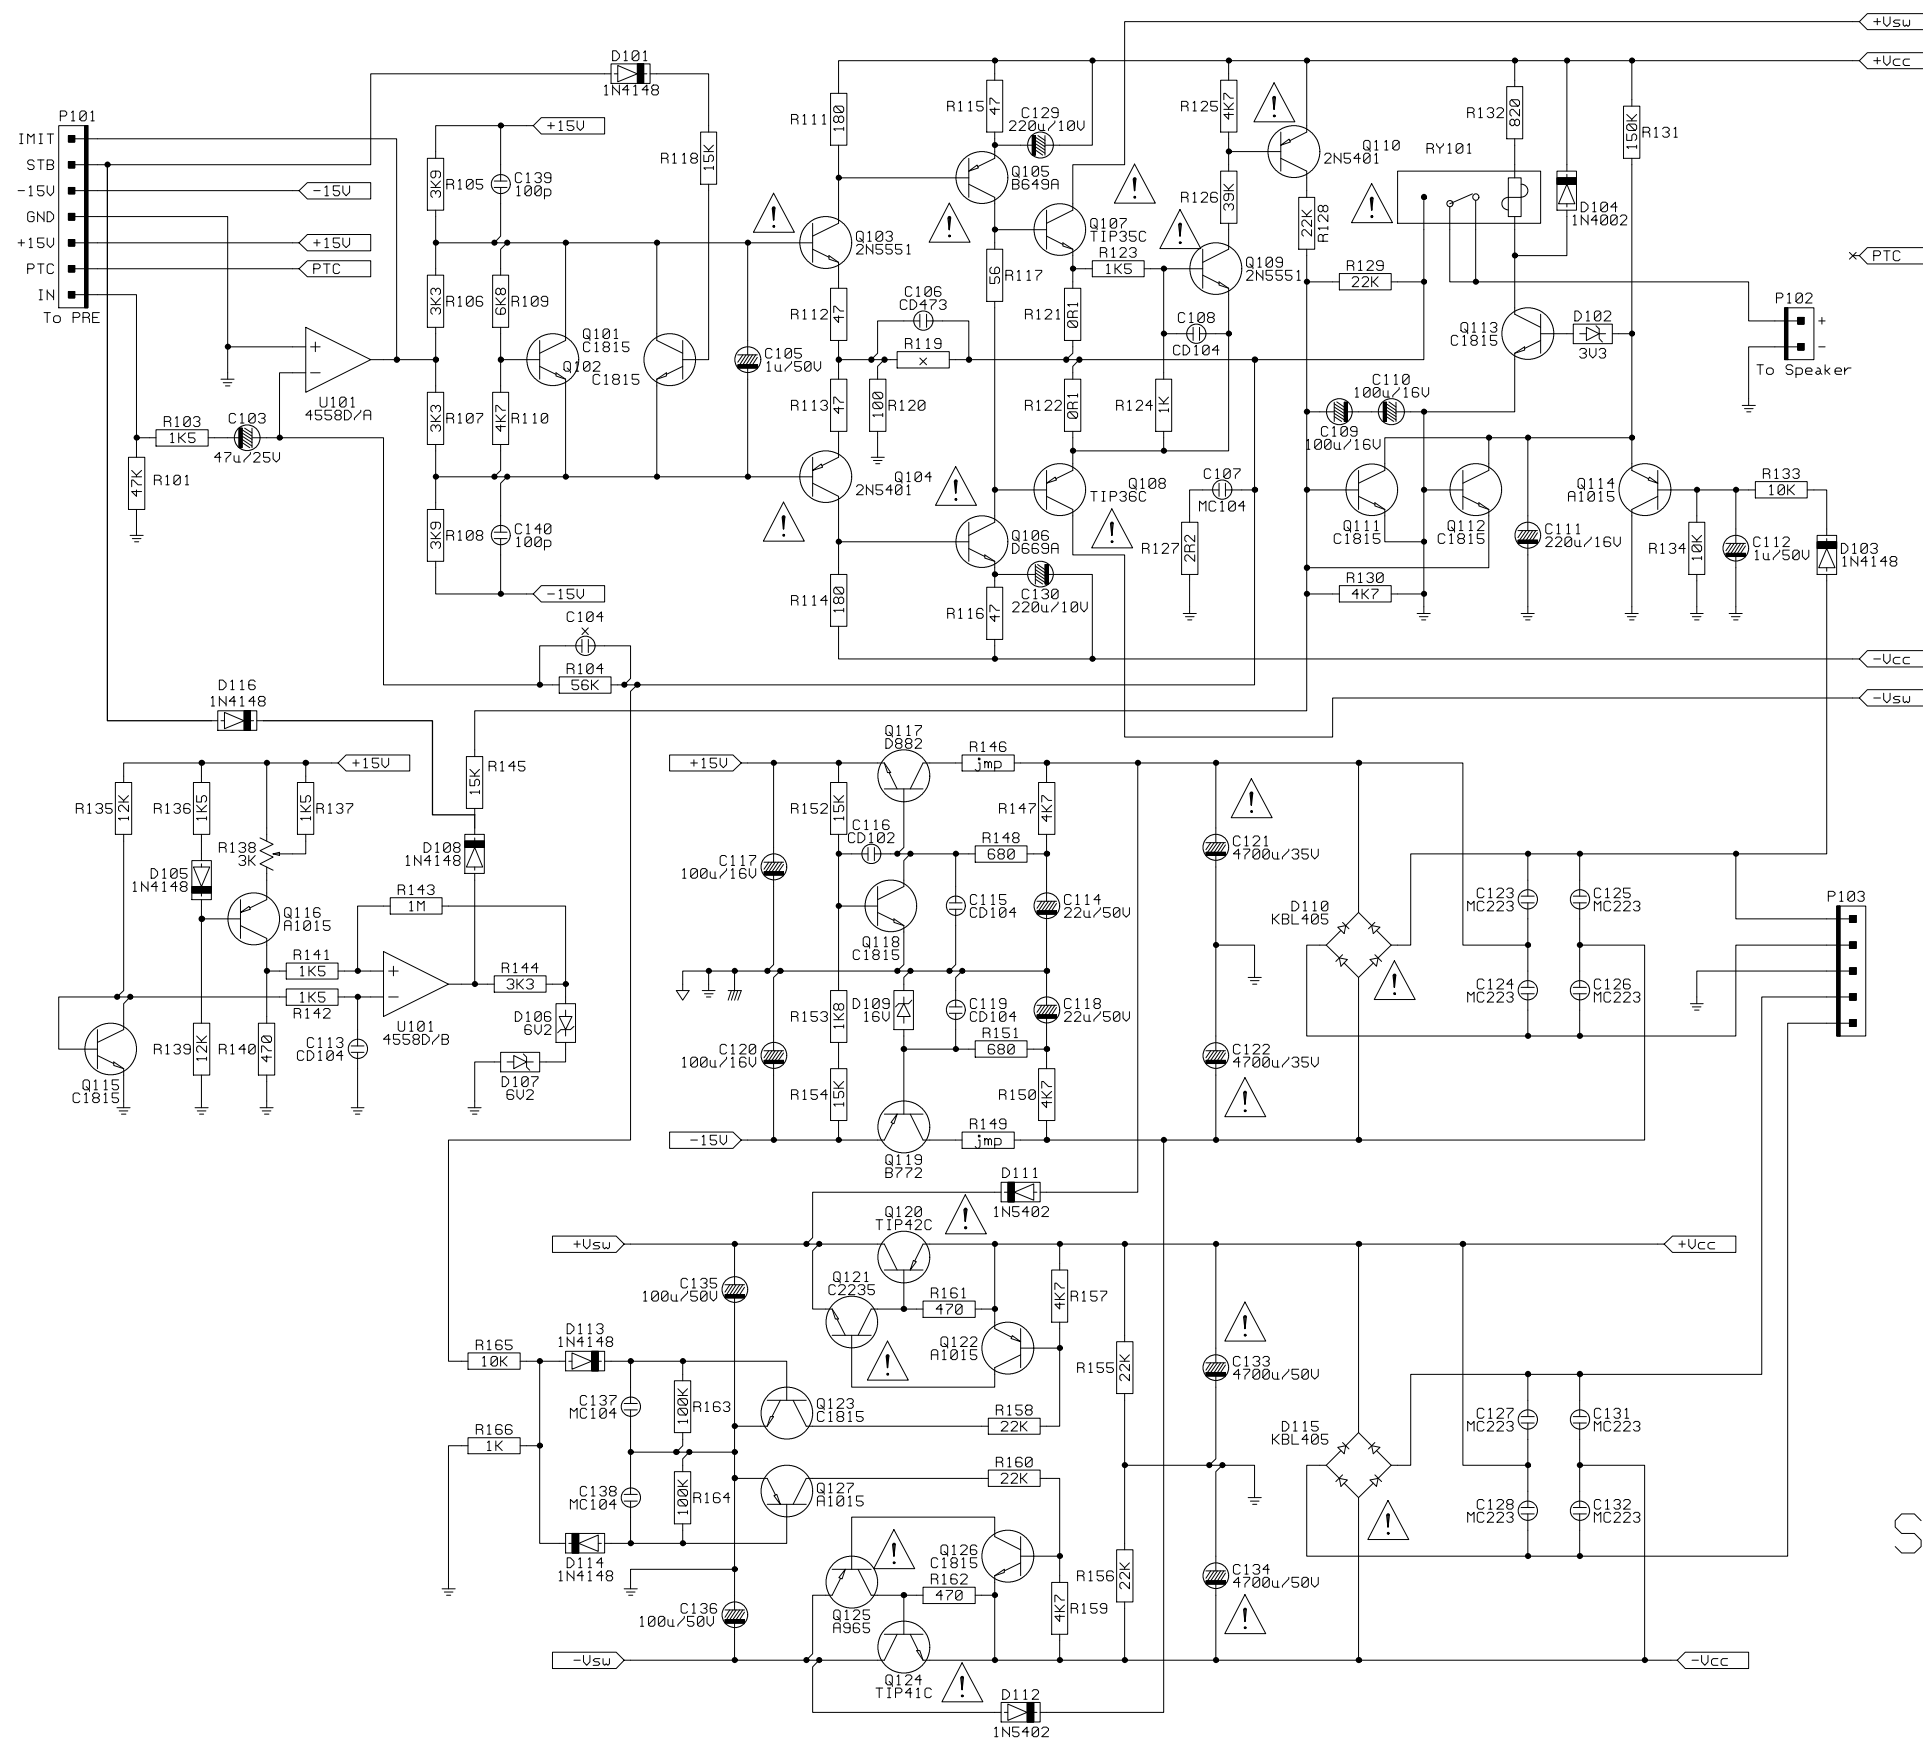 +Vsw
D101
1N4148
+Vcc
P101
IMIT
STB
-15V
GND
+15V
PTC
IN
To PRE
-15V
+15V
PTC
+15V
R105
3K9
C139
100p
R118
15K
R111
180
R115
47
C129
220u/10V
Q105
B649A
R125
4K7
!
Q110
2N5401
RY101
R132
820
R131
150K
D104
1N4002
!
R126
39K
R128
22K
!
!
!
Q103
2N5551
!
Q107
TIP35C
R123
1K5
Q109
2N5551
R129
22K
× PTC
P102
+
-
To Speaker
R117
56
R106
3K3
R109
6K8
Q101
C1815
Q102
C1815
C105
1u/50V
R112
47
C106
CD473
R119
×
R121
0R1
C108
CD104
Q113
C1815
D102
3V3
+
-
U101
4558D/A
R103
1K5
C103
47u/25V
R101
47K
R107
3K3
R110
4K7
R113
47
R120
100
R122
0R1
R124
1K
C110
100u/16V
C109
100u/16V
Q104
2N5401
!
!
Q108
TIP36C
!
C107
MC104
R127
2R2
Q111
C1815
Q112
C1815
C111
220u/16V
Q114
A1015
R133
10K
R134
10K
C112
1u/50V
D103
1N4148
R108
3K9
C140
100p
-15V
Q106
D669A
R114
180
C130
220u/10V
R116
47
R130
4K7
C104
×
R104
56K
-Vcc
-Vsw
D116
1N4148
R145
15K
+15V
R135
12K
R136
1K5
R137
1K5
R138
3K
D105
1N4148
D108
1N4148
Q116
A1015
R143
1M
R141
1K5
R142
1K5
+
-
U101
4558D/B
R144
3K3
D106
6V2
D107
6V2
C113
CD104
R139
12K
R140
470
Q115
C1815
+15V
Q117
D882
R146
jmp
R152
15K
C116
CD102
R147
4K7
R148
680
C117
100u/16V
Q118
C1815
C115
CD104
C114
22u/50V
!
C121
4700u/35V
D109
16V
C119
CD104
C118
22u/50V
R153
1K8
R151
680
C120
100u/16V
R154
15K
R150
4K7
C122
4700u/35V
!
-15V
Q119
B772
R149
jmp
D110
KBL405
!
C123
MC223
C125
MC223
C124
MC223
C126
MC223
P103
D111
1N5402
!
+Vsw
Q120
TIP42C
+Vcc
C135
100u/50V
Q121
C2235
R161
470
R157
4K7
Q122
A1015
!
R155
22K
!
C133
4700u/50V
R165
10K
D113
1N4148
C137
MC104
R163
100K
Q123
C1815
R158
22K
R166
1K
C138
MC104
R164
100K
Q127
A1015
R160
22K
D115
KBL405
!
C127
MC223
C131
MC223
C128
MC223
C132
MC223
S
D114
1N4148
!
Q126
C1815
R162
470
Q125
A965
R156
22K
R159
4K7
C134
4700u/50V
!
C136
100u/50V
-Vsw
Q124
TIP41C
!
-Vcc
D112
1N5402